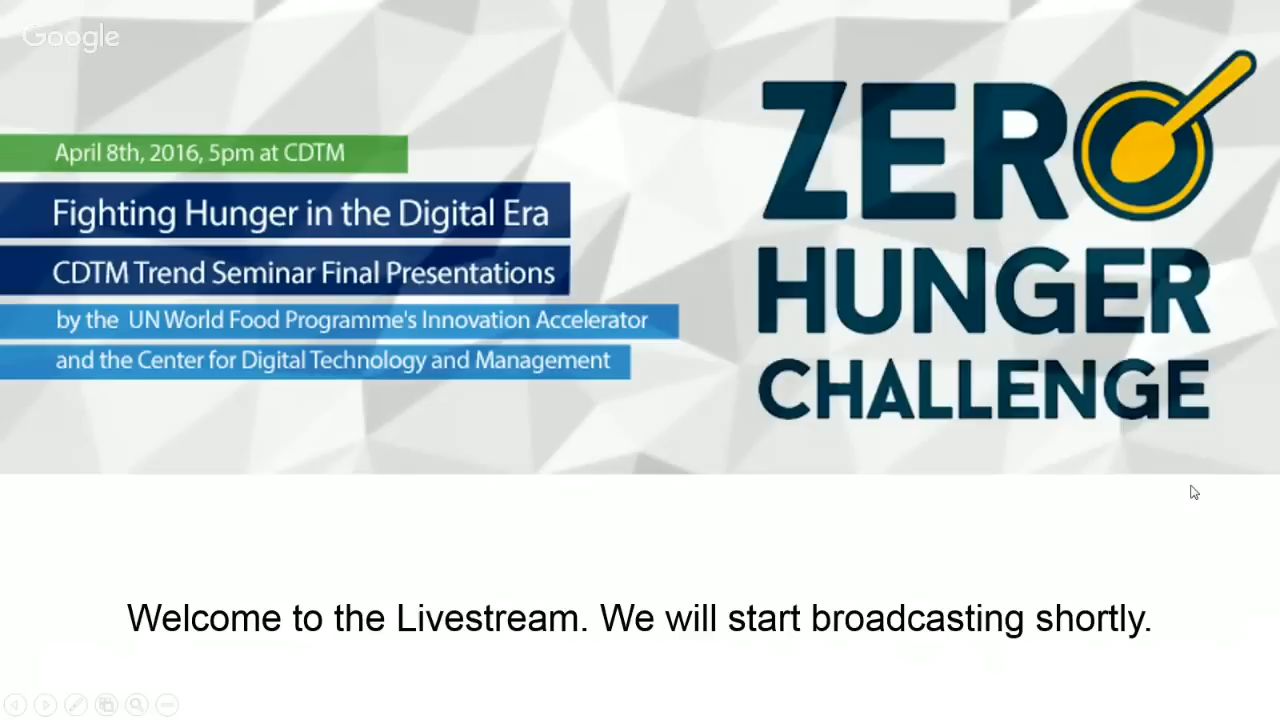 Google
April 8th, 2016, 5pm at CDTM
Fighting Hunger in the Digital Era
CDTM Trend Seminar Final Presentations
by the UN World Food Programme's Innovation Accelerator
and the Center for Digital Technology and Management
ZERO
HUNGER
CHALLENGE
Welcome to the Livestream. We will start broadcasting shortly.